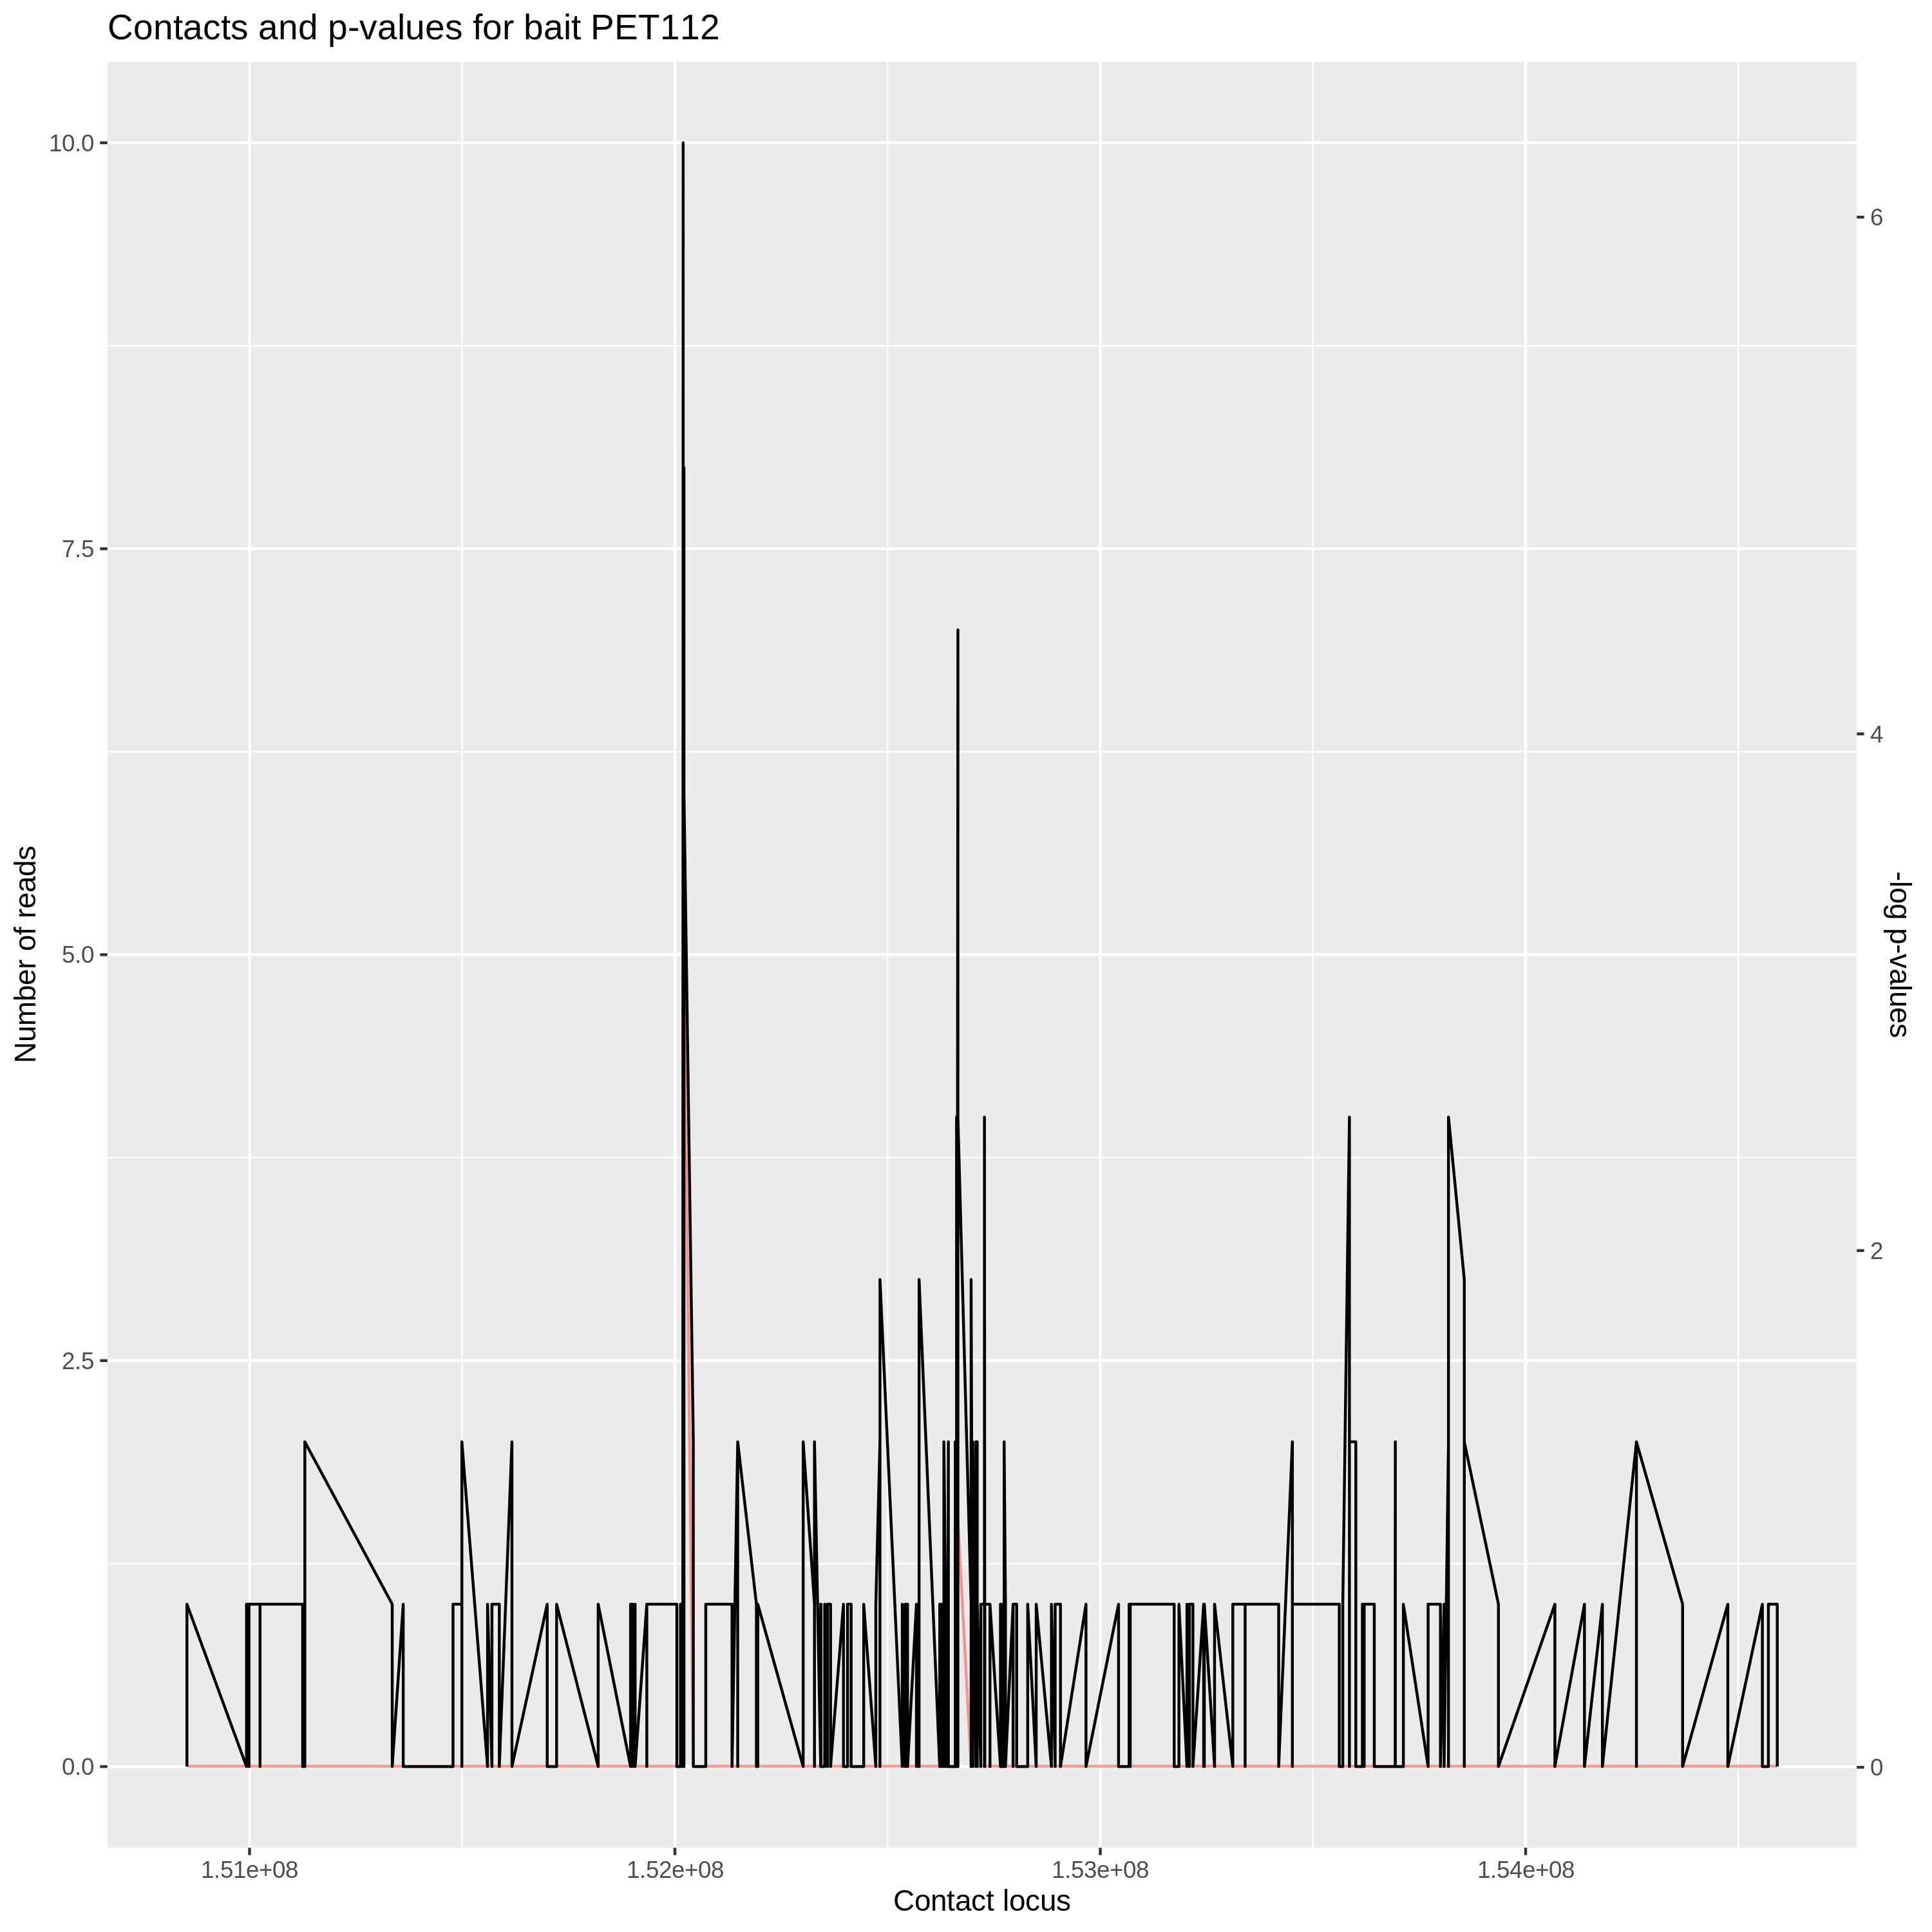 Contacts and p-values for bait PET112
10.0
7.5
5.0
2.5
0.0
Number of reads
6
4
2
0
-log p-values
1.51e+08
1.52e+08
1.53e+08
1.54e+08
Contact locus